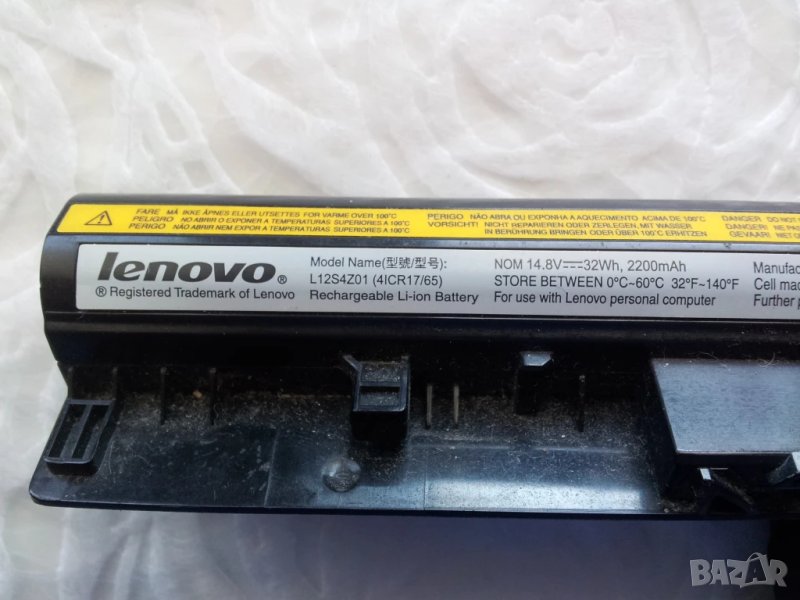 FARE MÅ IKKE ÅPNES ELLER UTSETTES FOR VARME OVER 100°C
PELIGRO NO ABRIR O EXPONER A TEMPERATURAS SUPERIORES A 100°C
PERIGO NÃO ABRIR NEM EXPOR A TEMPERATURAS SUPERIORES A 100°C
PERIGO NÃO ABRA DU EXPONHA A AQUECIMENTO ACIMA DE 100°C
VORSICHT! NICHT REPARIEREN ODER ZERLEGEN, MIT WASSER
IN BERÜHRUNG BRINGEN ODER ÜBER 100°C ERHITZEN
DANGER DO NOT
DANGER NE PAS
GEVAAR! NIET
lenovo®
® Registered Trademark of Lenovo
Model Name(型號/型号):
L12S4Z01 (4ICR17/65)
Rechargeable Li-ion Battery
NOM 14.8V⎓32Wh, 2200mAh
STORE BETWEEN 0°C~60°C 32°F~140°F
For use with Lenovo personal computer
Manufac
Cell mac
Further p
BAZAR